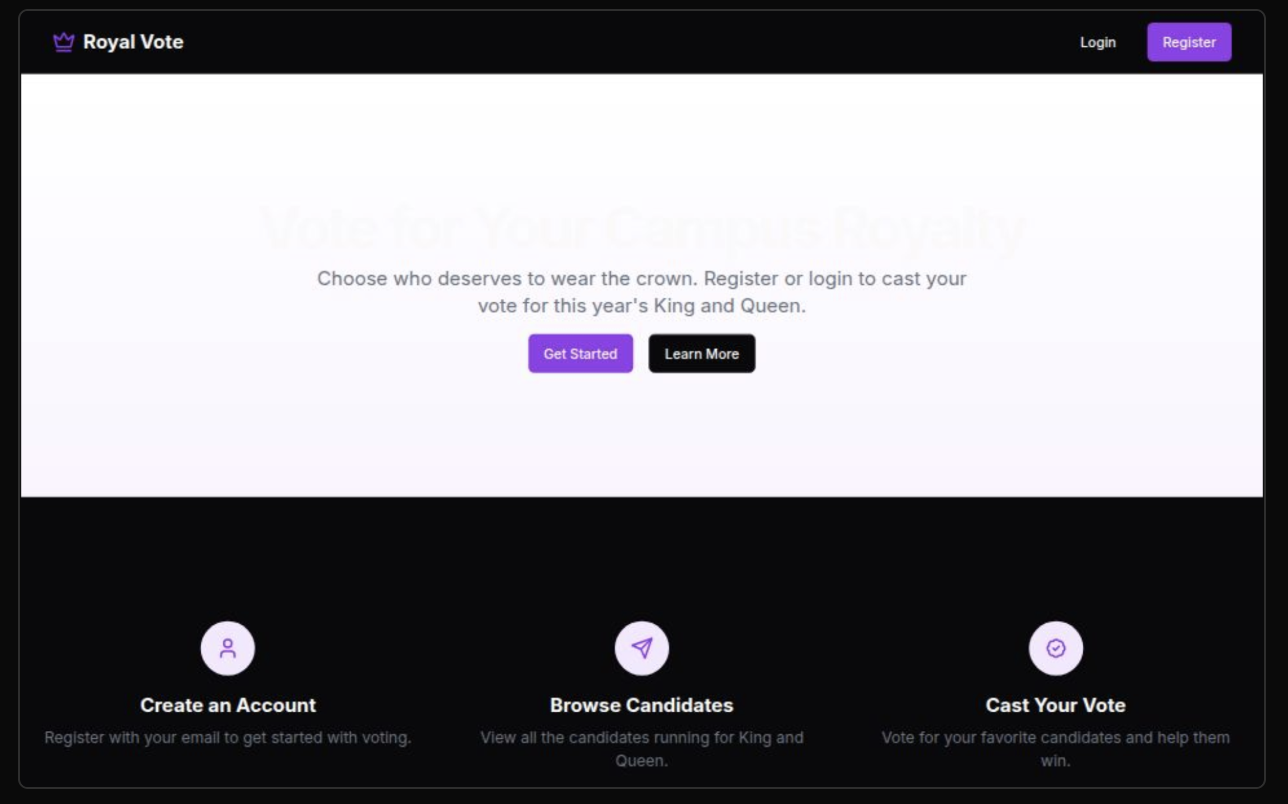 Royal Vote
Login
Register
Vote for Your Campus Royalty
Choose who deserves to wear the crown. Register or login to cast your
vote for this year's King and Queen.
Get Started
Learn More
Create an Account
Register with your email to get started with voting.
Browse Candidates
View all the candidates running for King and
Queen.
Cast Your Vote
Vote for your favorite candidates and help them
win.